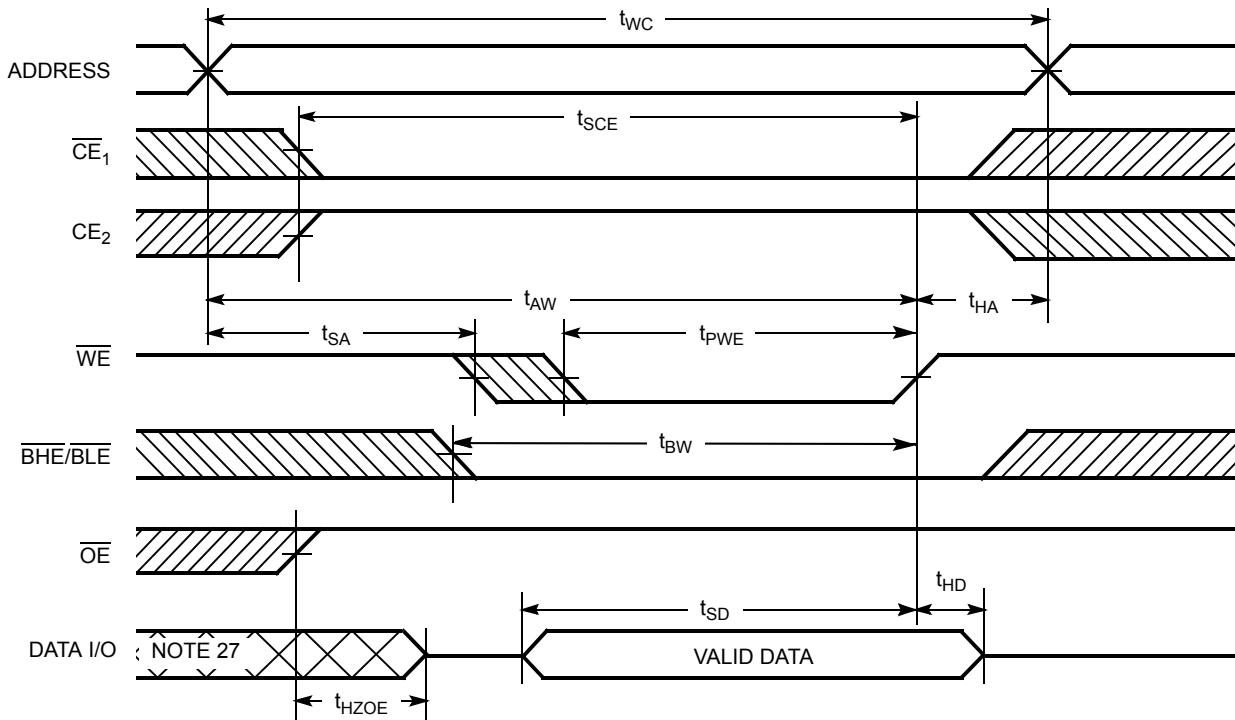 tWC
ADDRESS
tSCE
CE1
CE2
tAW
tHA
tSA
tPWE
WE
tBW
BHE/BLE
OE
tHD
tSD
DATA I/O
NOTE 27
VALID DATA
tHZOE